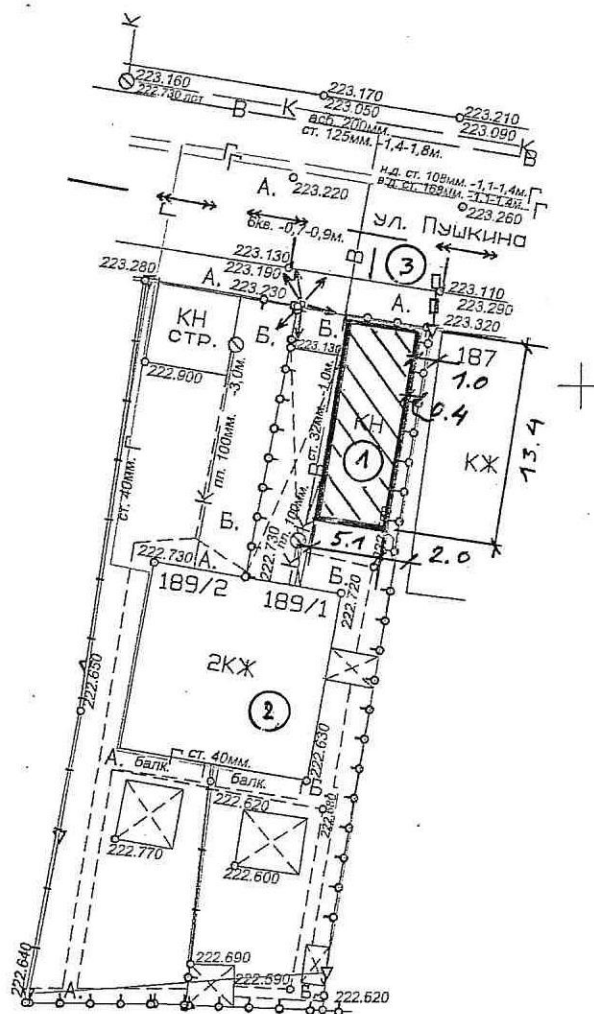 К
223.160
222.730 лот
223.170
223.050
223.210
223.090
В К
асб. 200мм.
ст. 125мм. -1,4-1,8м.
К
В
Г
Г
А.
223.220
н.д. ст. 108мм. -1,1-1,4м.
в.д. ст. 168мм. -1,1-1,4м.
Г
Г
223.260
6кв. -0,7-0,9м.
ул. Пушкина
Г
В
3
223.130
223.280
А.
223.190
223.230
А.
223.110
223.290
223.320
КН
СТР.
Б.
Б.
223.130
187
1.0
0.4
222.900
пп. 100мм. -3,0м.
ст. 32мм. -1,0м.
КН
1
КЖ
13.4
Г
ст. 40мм.
В
К
Б.
пп. 100мм.
222.730
К
5.1
2.0
222.730
А.
Б.
189/2
189/1
222.720
2КЖ
Х
222.650
2
222.630
А.
Г ст. 40мм.
балк.
балк.
222.620
Б.
222.770
222.600
222.690
222.640
Х
222.590
Х
А.
222.620